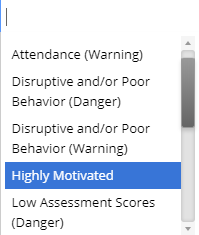 Attendance (Warning)
Disruptive and/or Poor
Behavior (Danger)
Disruptive and/or Poor
Behavior (Warning)
Highly Motivated
Low Assessment Scores
(Danger)